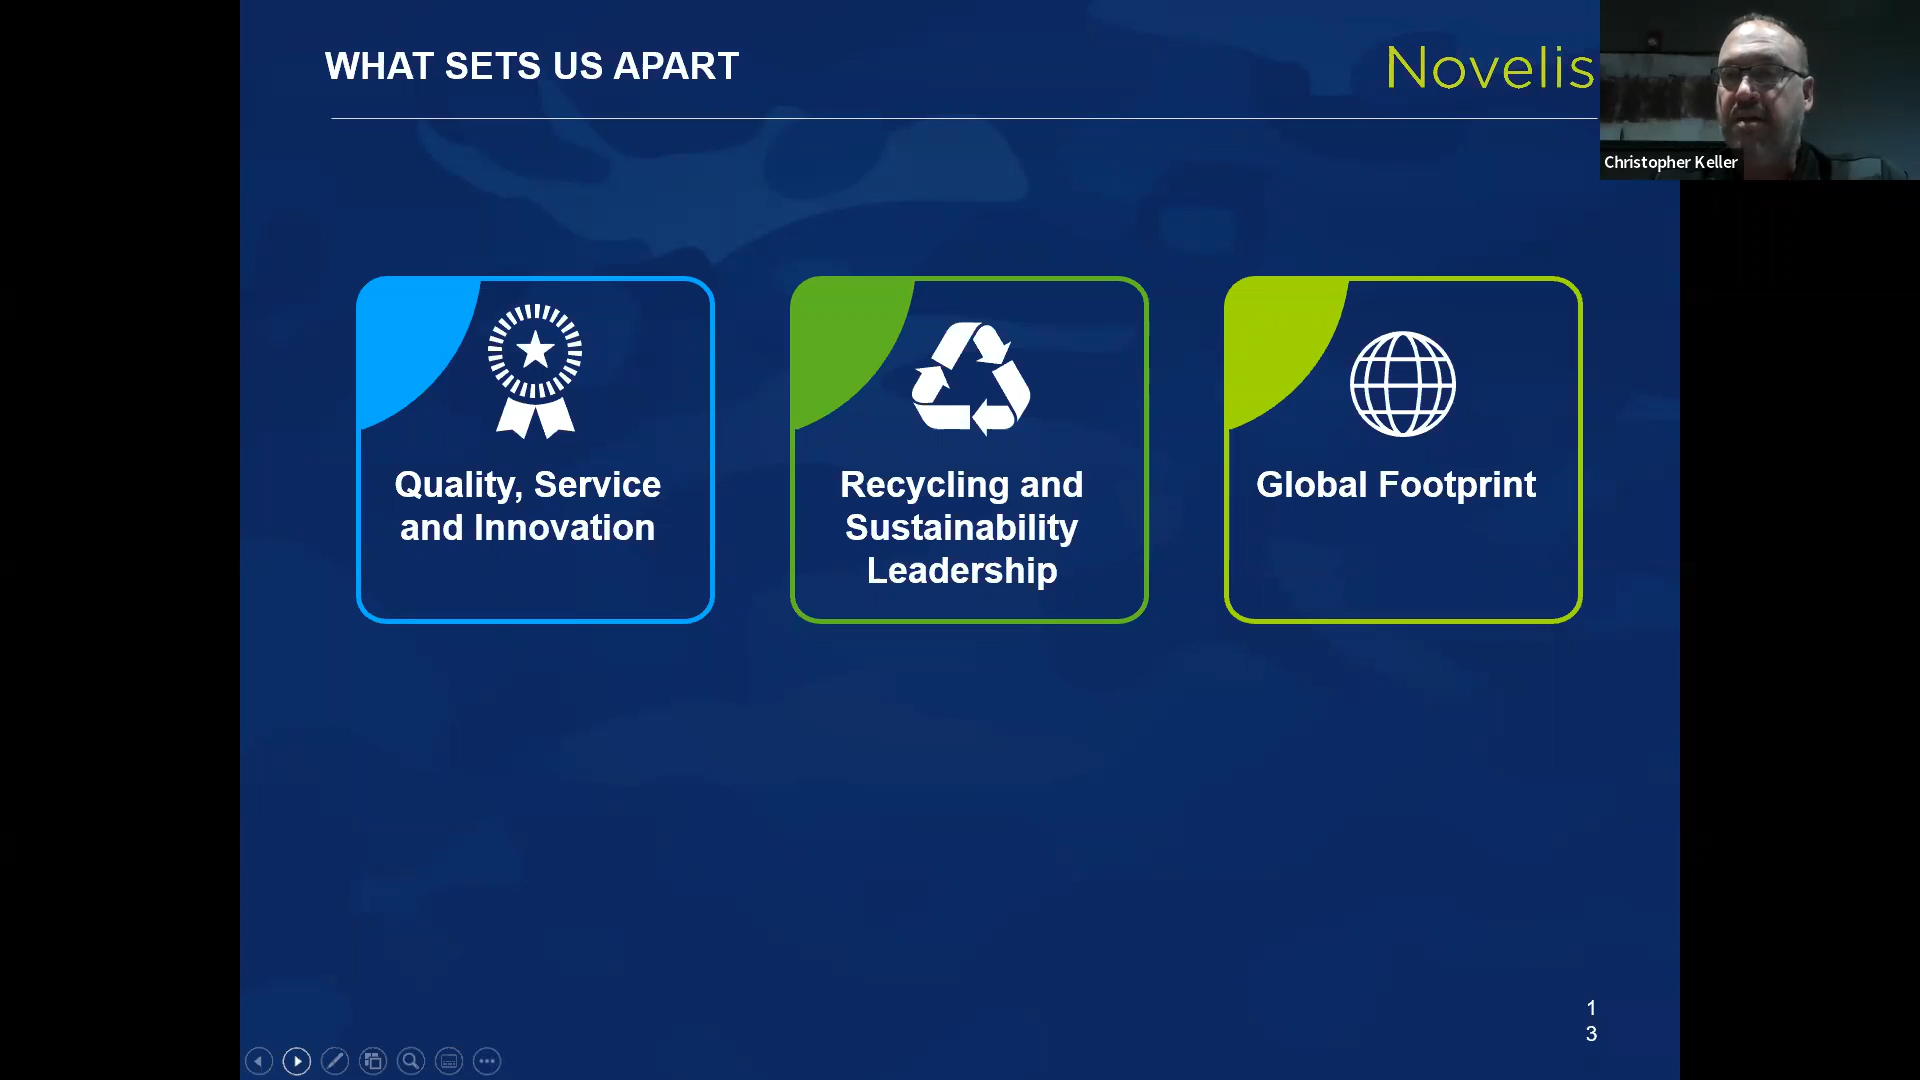 WHAT SETS US APART
Novelis
Christopher Keller
Quality, Service
and Innovation
Recycling and
Sustainability
Leadership
Global Footprint
1
3